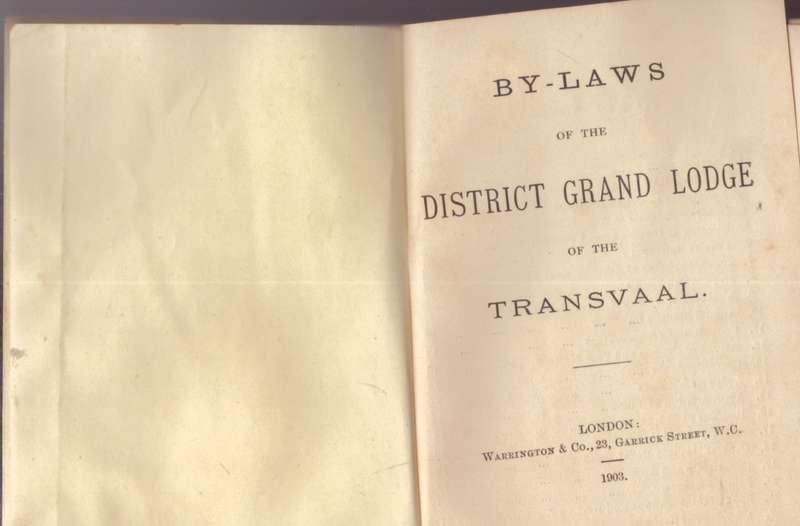 BY-LAWS
OF THE
DISTRICT GRAND LODGE
OF THE
TRANSVAAL.
LONDON:
WARRINGTON & CO., 23, GARRICK STREET, W.C.
1903.